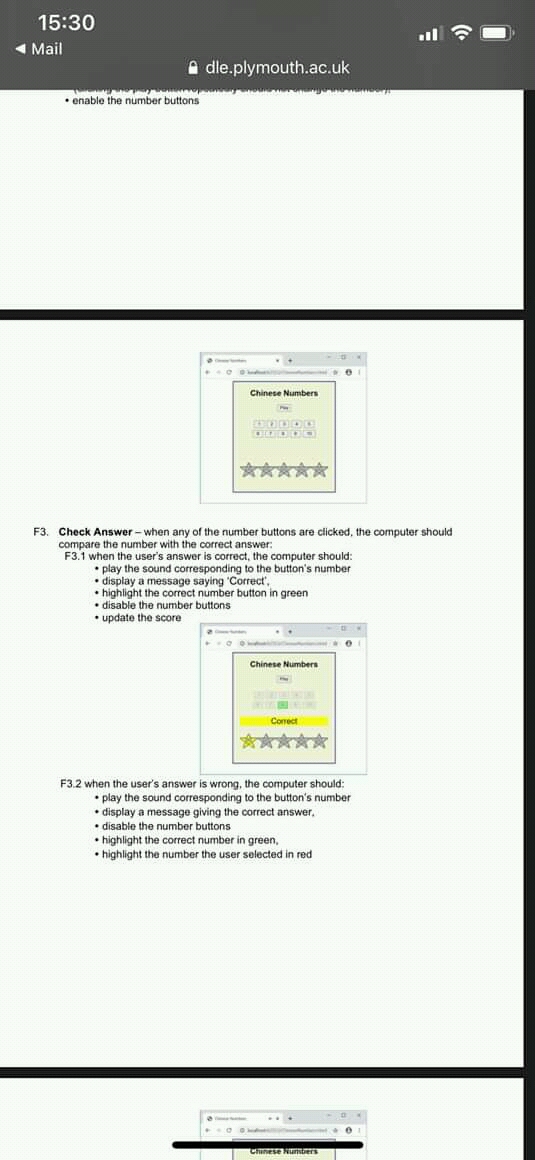 15:30
◀ Mail
dle.plymouth.ac.uk
• enable the number buttons
Chinese Numbers
Play
1 2 3 4 5
6 7 8 9 10
F3. Check Answer – when any of the number buttons are clicked, the computer should
compare the number with the correct answer:
F3.1 when the user's answer is correct, the computer should:
• play the sound corresponding to the button's number
• display a message saying 'Correct',
• highlight the correct number button in green
• disable the number buttons
• update the score
Chinese Numbers
Play
Correct
F3.2 when the user's answer is wrong, the computer should:
• play the sound corresponding to the button's number
• display a message giving the correct answer,
• disable the number buttons
• highlight the correct number in green,
• highlight the number the user selected in red
Chinese Numbers